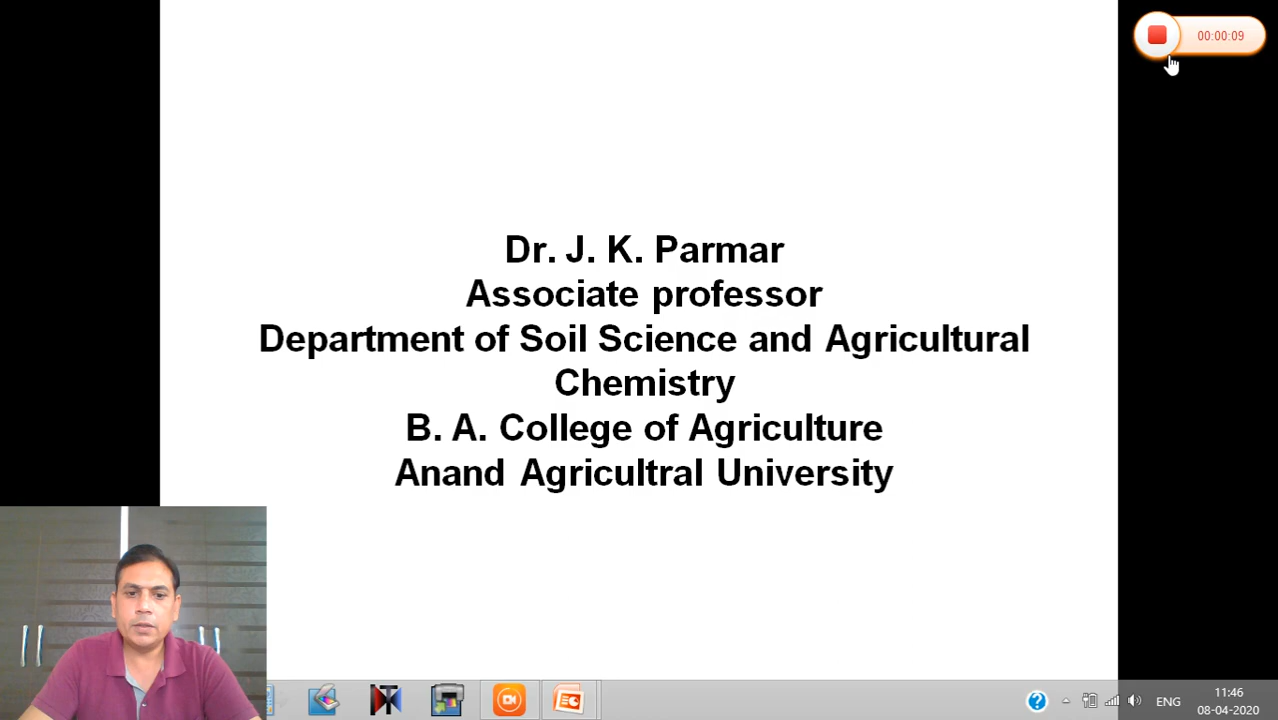 00:00:09
Dr. J. K. Parmar
Associate professor
Department of Soil Science and Agricultural
Chemistry
B. A. College of Agriculture
Anand Agricultral University
ENG
11:46
08-04-2020